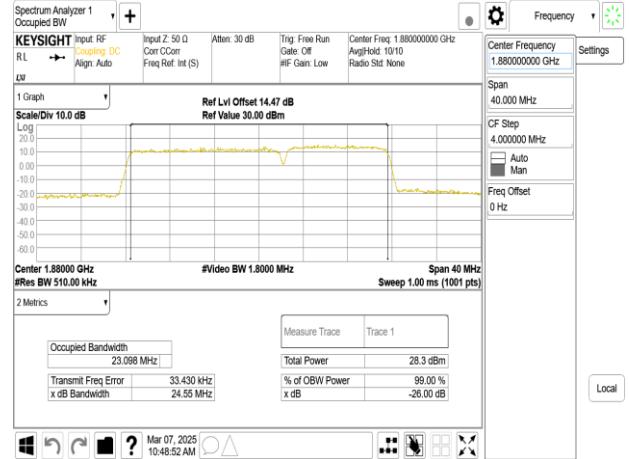 Spectrum Analyzer 1
Occupied BW
KEYSIGHT
RL
Input: RF
Coupling: DC
Align: Auto
Input Z: 50 Ω
Corr CCorr
Freq Ref: Int (S)
Atten: 30 dB
Trig: Free Run
Gate: Off
#IF Gain: Low
Center Freq: 1.880000000 GHz
Avg|Hold: 10/10
Radio Std: None
1 Graph
Scale/Div 10.0 dB
Ref Lvl Offset 14.47 dB
Ref Value 30.00 dBm
Log
20.0
10.0
0.00
-10.0
-20.0
-30.0
-40.0
-50.0
-60.0
Center 1.88000 GHz
#Video BW 1.8000 MHz
Span 40 MHz
#Res BW 510.00 kHz
Sweep 1.00 ms (1001 pts)
2 Metrics
Measure Trace Trace 1
Occupied Bandwidth
23.098 MHz
Total Power 28.3 dBm
Transmit Freq Error 33.430 kHz
% of OBW Power 99.00 %
x dB Bandwidth 24.55 MHz
x dB -26.00 dB
Mar 07, 2025
10:48:52 AM
?
Frequency
Settings
Center Frequency
1.880000000 GHz
Span
40.000 MHz
CF Step
4.000000 MHz
Auto
Man
Freq Offset
0 Hz
Local